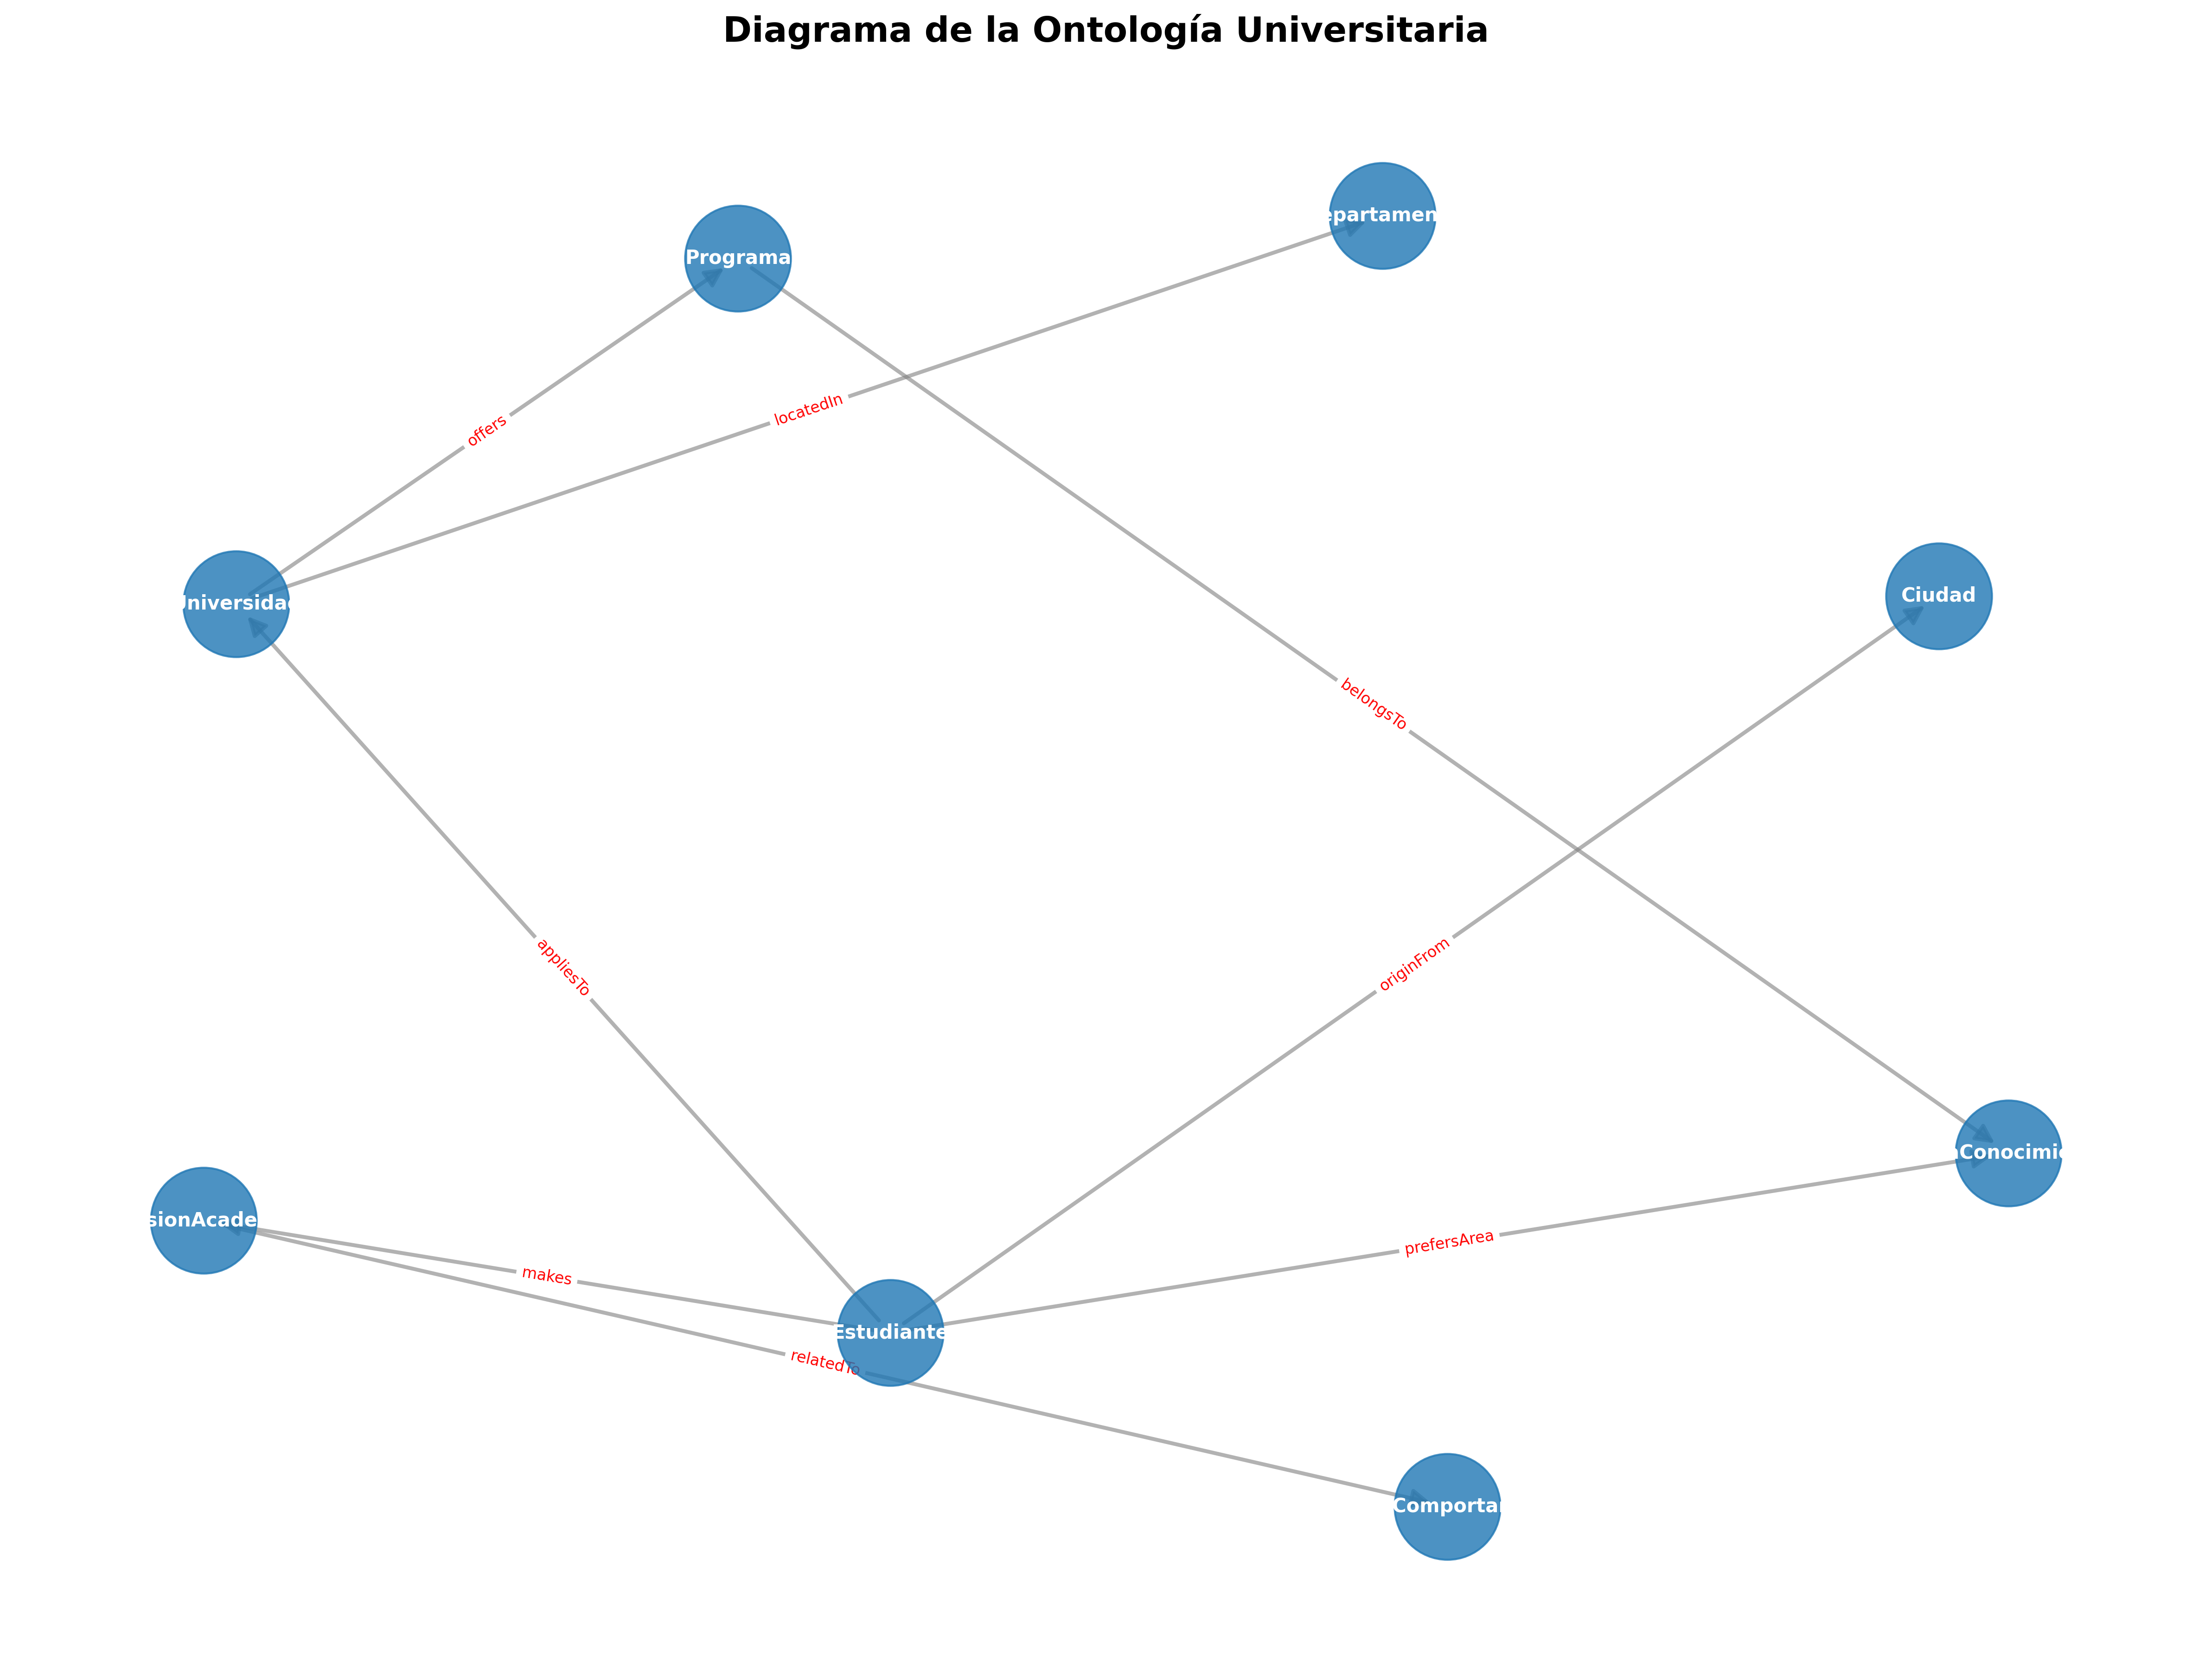 Diagrama de la Ontología Universitaria
epartamen
Programa
locatedIn
offers
Ciudad
Universidad
belongsTo
originFrom
appliesTo
nConocimie
sionAcade
prefersArea
makes
Estudiante
relatedTo
Comportar